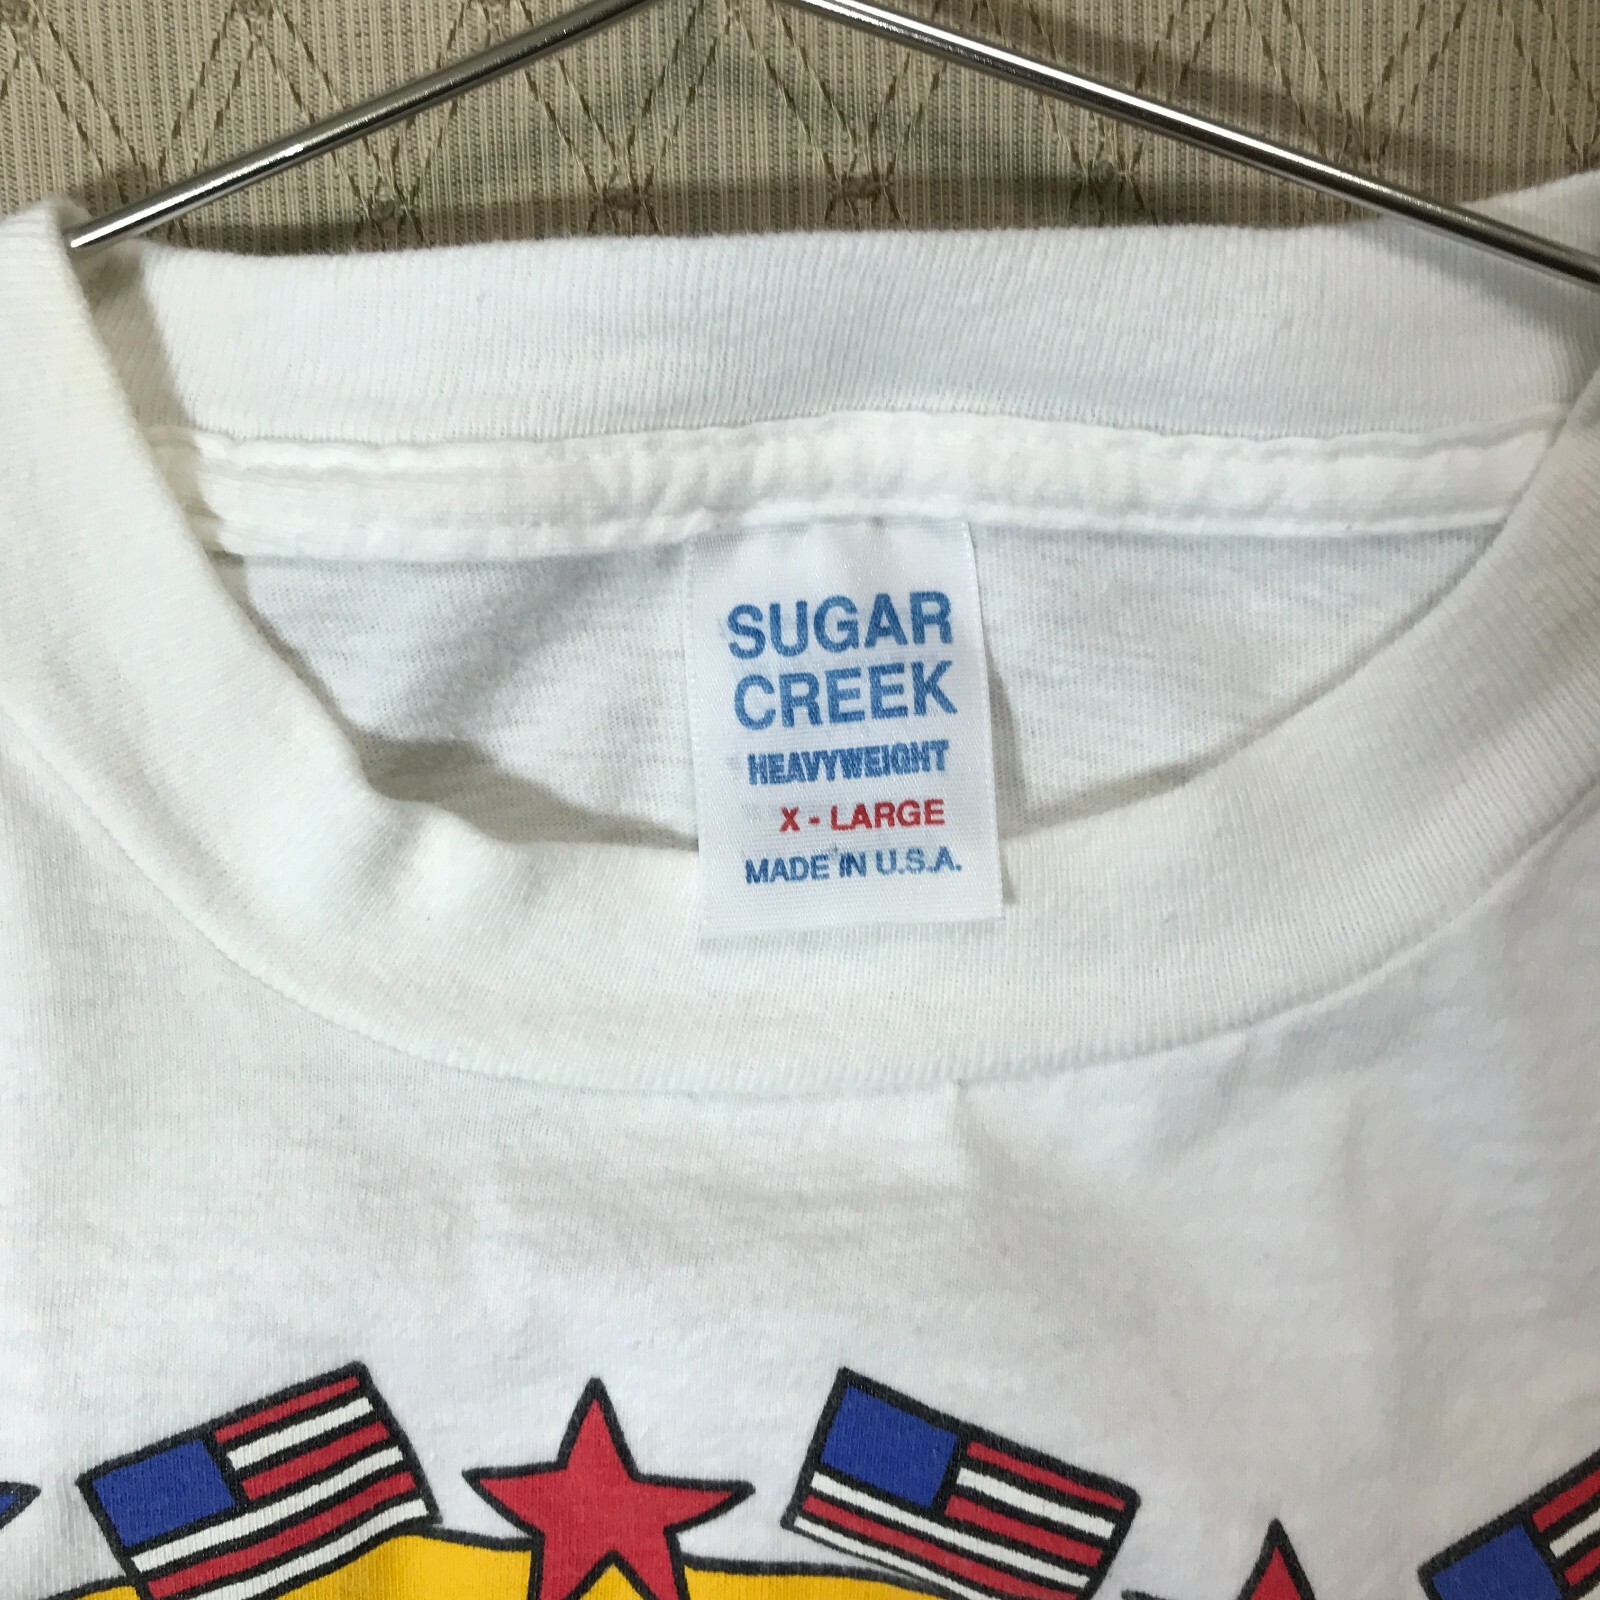 SUGAR
CREEK
HEAVYWEIGHT
X - LARGE
MADE IN U.S.A.